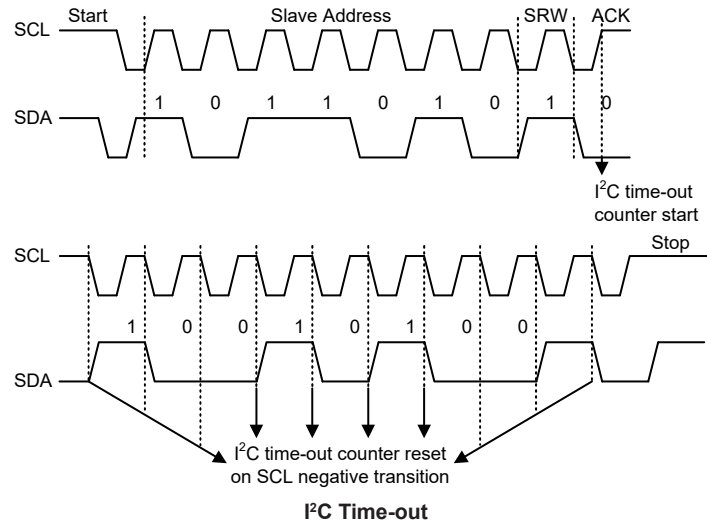 Start Slave Address SRW ACK
SCL
1 0 1 1 0 1 0 1 0
SDA
I²C time-out
counter start
Stop
SCL
1 0 0 1 0 1 0 0
SDA
I²C time-out counter reset
on SCL negative transition
I²C Time-out